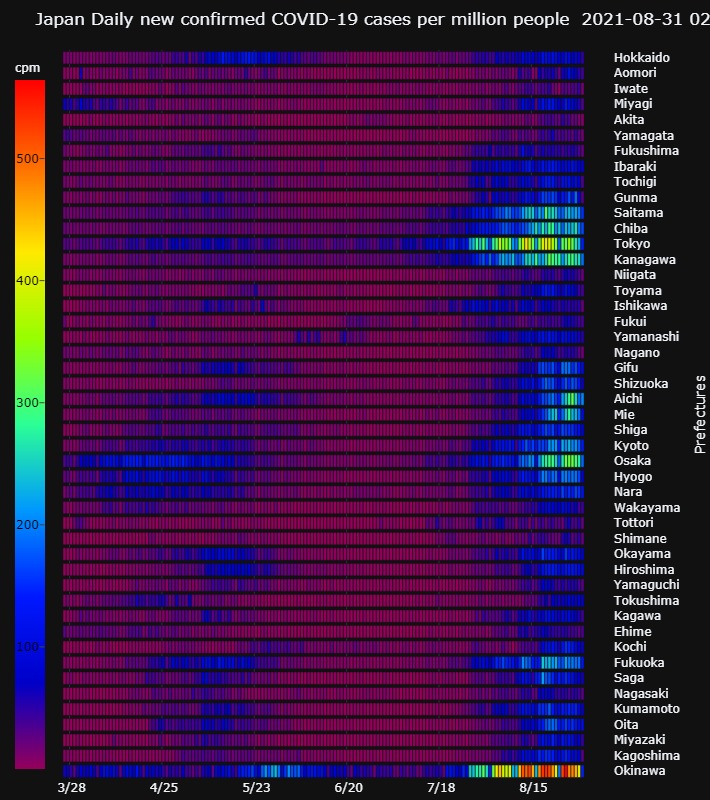 Japan Daily new confirmed COVID-19 cases per million people 2021-08-31 02
cpm
500
400
300
200
100
Hokkaido
Aomori
Iwate
Miyagi
Akita
Yamagata
Fukushima
Ibaraki
Tochigi
Gunma
Saitama
Chiba
Tokyo
Kanagawa
Niigata
Toyama
Ishikawa
Fukui
Yamanashi
Nagano
Gifu
Shizuoka
Aichi
Mie
Shiga
Kyoto
Osaka
Hyogo
Nara
Wakayama
Tottori
Shimane
Okayama
Hiroshima
Yamaguchi
Tokushima
Kagawa
Ehime
Kochi
Fukuoka
Saga
Nagasaki
Kumamoto
Oita
Miyazaki
Kagoshima
Okinawa
Prefectures
3/28 4/25 5/23 6/20 7/18 8/15